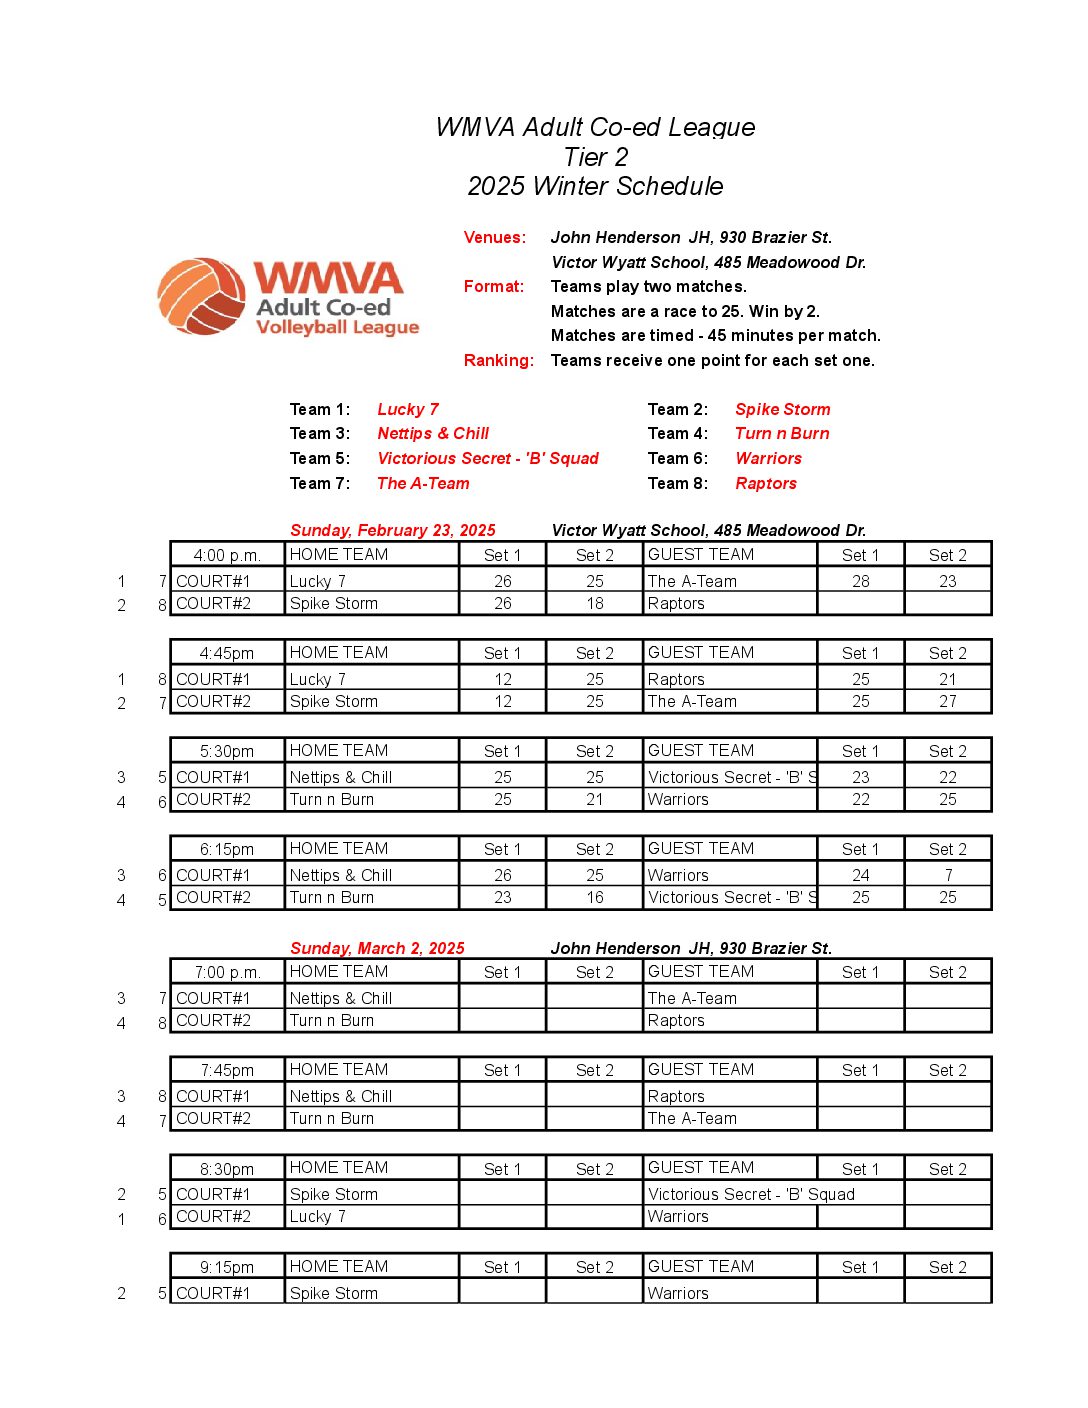 WMVA Adult Co-ed League
Tier 2
2025 Winter Schedule
Venues: John Henderson JH, 930 Brazier St.
Victor Wyatt School, 485 Meadowood Dr.
WMVA
Adult Co-ed
Volleyball League
Format: Teams play two matches.
Matches are a race to 25. Win by 2.
Matches are timed - 45 minutes per match.
Ranking: Teams receive one point for each set one.
Team 1: Lucky 7 Team 2: Spike Storm
Team 3: Nettips & Chill Team 4: Turn n Burn
Team 5: Victorious Secret - 'B' Squad Team 6: Warriors
Team 7: The A-Team Team 8: Raptors
Sunday, February 23, 2025 Victor Wyatt School, 485 Meadowood Dr.
4:00 p.m. HOME TEAM Set 1 Set 2 GUEST TEAM Set 1 Set 2
1 7 COURT#1 Lucky 7 26 25 The A-Team 28 23
2 8 COURT#2 Spike Storm 26 18 Raptors
4:45pm HOME TEAM Set 1 Set 2 GUEST TEAM Set 1 Set 2
1 8 COURT#1 Lucky 7 12 25 Raptors 25 21
2 7 COURT#2 Spike Storm 12 25 The A-Team 25 27
5:30pm HOME TEAM Set 1 Set 2 GUEST TEAM Set 1 Set 2
3 5 COURT#1 Nettips & Chill 25 25 Victorious Secret - 'B' S 23 22
4 6 COURT#2 Turn n Burn 25 21 Warriors 22 25
6:15pm HOME TEAM Set 1 Set 2 GUEST TEAM Set 1 Set 2
3 6 COURT#1 Nettips & Chill 26 25 Warriors 24 7
4 5 COURT#2 Turn n Burn 23 16 Victorious Secret - 'B' S 25 25
Sunday, March 2, 2025 John Henderson JH, 930 Brazier St.
7:00 p.m. HOME TEAM Set 1 Set 2 GUEST TEAM Set 1 Set 2
3 7 COURT#1 Nettips & Chill The A-Team
4 8 COURT#2 Turn n Burn Raptors
7:45pm HOME TEAM Set 1 Set 2 GUEST TEAM Set 1 Set 2
3 8 COURT#1 Nettips & Chill Raptors
4 7 COURT#2 Turn n Burn The A-Team
8:30pm HOME TEAM Set 1 Set 2 GUEST TEAM Set 1 Set 2
2 5 COURT#1 Spike Storm Victorious Secret - 'B' Squad
1 6 COURT#2 Lucky 7 Warriors
9:15pm HOME TEAM Set 1 Set 2 GUEST TEAM Set 1 Set 2
2 5 COURT#1 Spike Storm Warriors